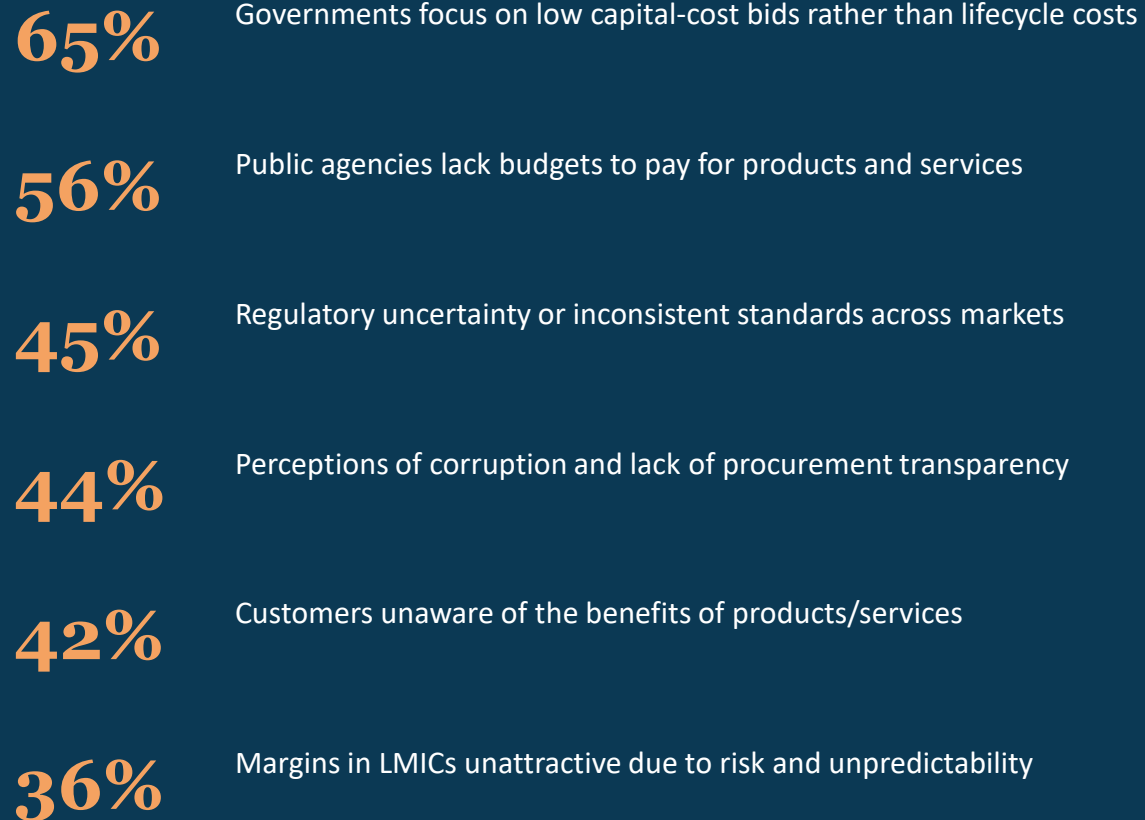 65% Governments focus on low capital-cost bids rather than lifecycle costs
56% Public agencies lack budgets to pay for products and services
45% Regulatory uncertainty or inconsistent standards across markets
44% Perceptions of corruption and lack of procurement transparency
42% Customers unaware of the benefits of products/services
36% Margins in LMICs unattractive due to risk and unpredictability